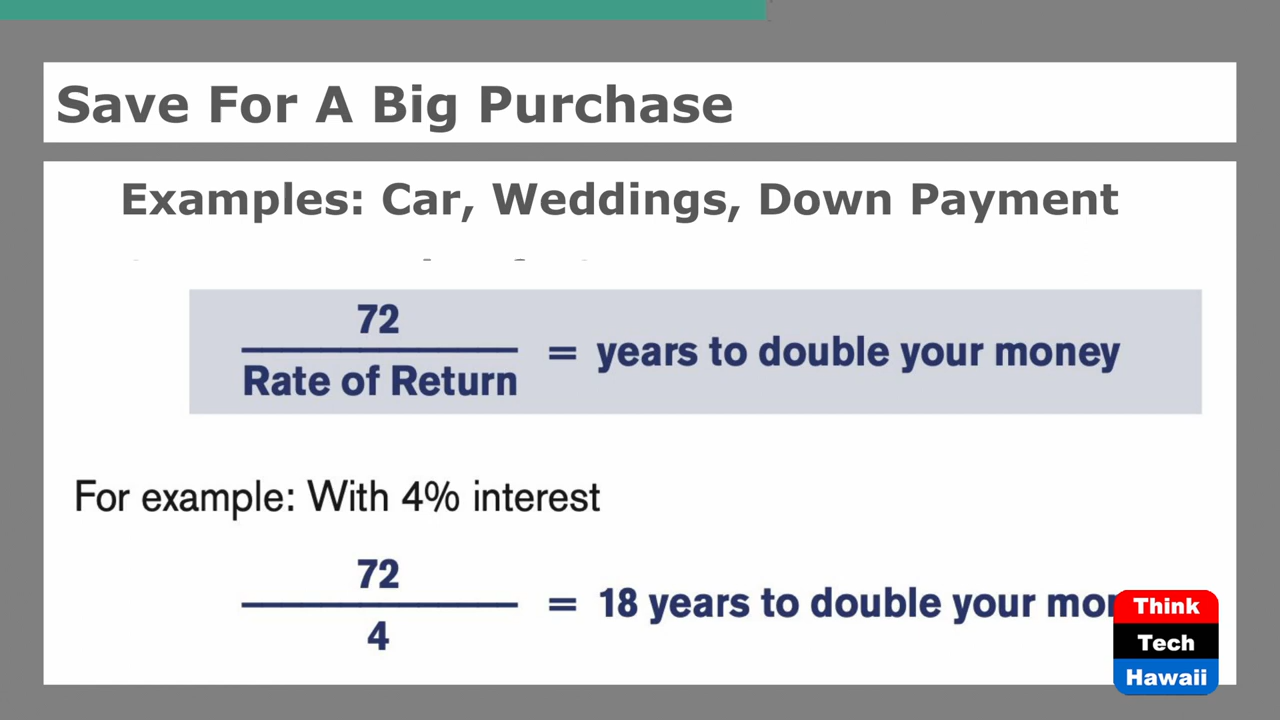 Save For A Big Purchase
Examples: Car, Weddings, Down Payment
72
Rate of Return
= years to double your money
For example: With 4% interest
72
4
= 18 years to double your
Think
Tech
Hawaii